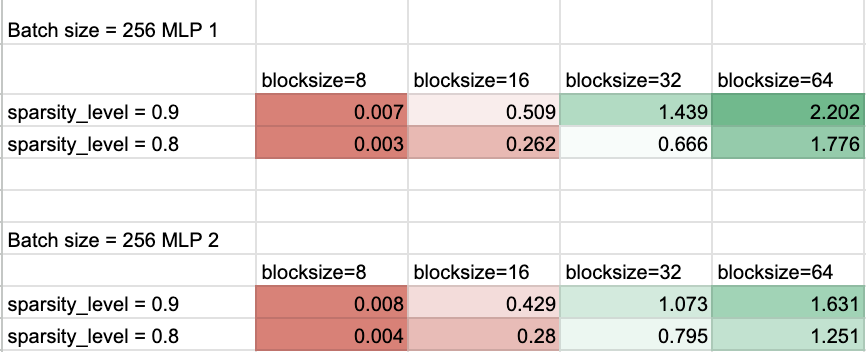 Batch size = 256 MLP 1
blocksize=8 blocksize=16 blocksize=32 blocksize=64
sparsity_level = 0.9 0.007 0.509 1.439 2.202
sparsity_level = 0.8 0.003 0.262 0.666 1.776
Batch size = 256 MLP 2
blocksize=8 blocksize=16 blocksize=32 blocksize=64
sparsity_level = 0.9 0.008 0.429 1.073 1.631
sparsity_level = 0.8 0.004 0.28 0.795 1.251